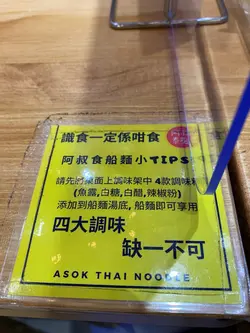 識食一定係咁食
阿叔食船麵小TIPS
請先將桌面上調味架中 4款調味料
(魚露,白糖,白醋,辣椒粉)
添加到船麵湯底, 船麵即可享用
四大調味
缺一不可
ASOK THAI NOODLE